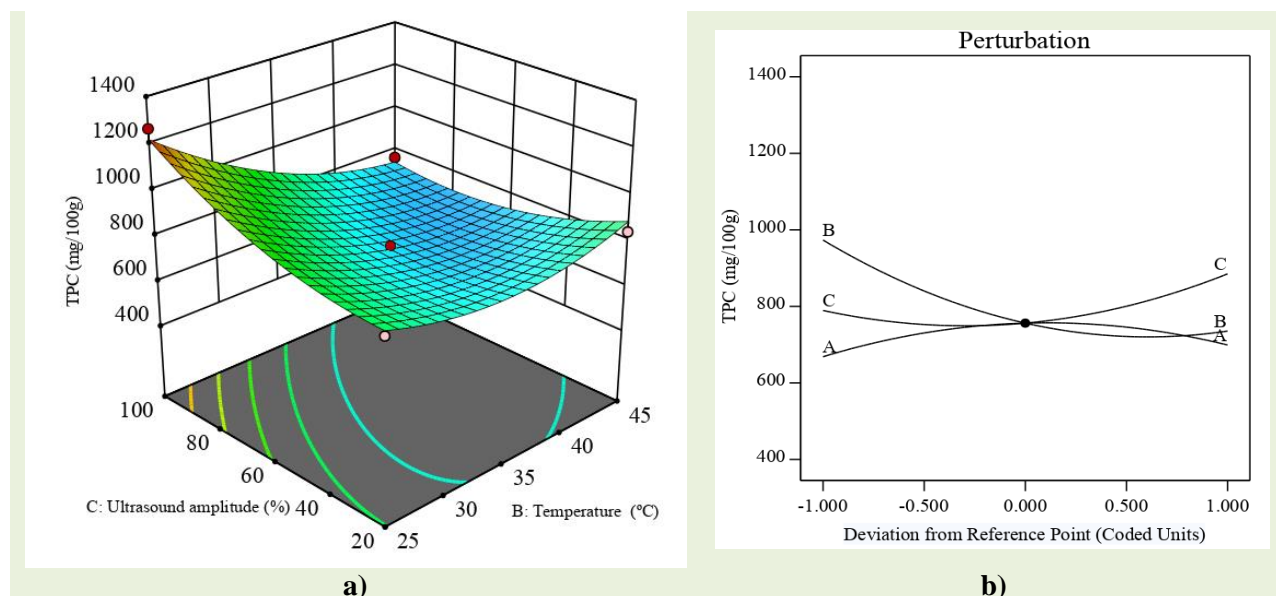 1400
1200
1000
800
600
400
TPC (mg/100g)
100
80
60
40
20
C: Ultrasound amplitude (%)
25
30
35
40
45
B: Temperature (ºC)
a)
Perturbation
1400
1200
1000
800
600
400
TPC (mg/100g)
B
C
A
C
B
A
-1.000
-0.500
0.000
0.500
1.000
Deviation from Reference Point (Coded Units)
b)